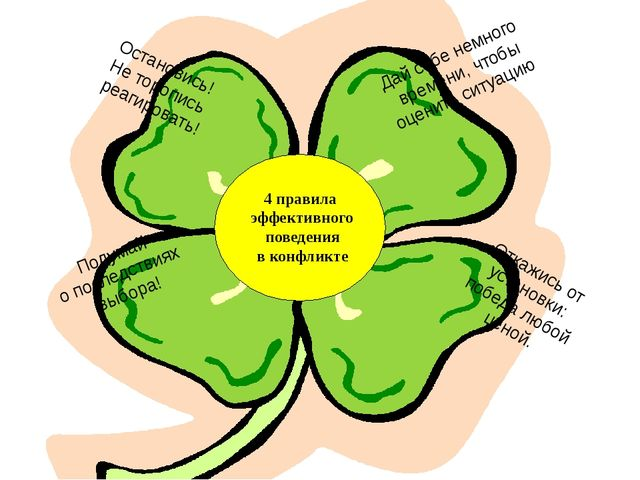 Остановись!
Не торопись
реагировать!
Дай себе немного
времени, чтобы
оценить ситуацию
4 правила
эффективного
поведения
в конфликте
Подумай
о последствиях
выбора!
Откажись от
установки:
победа любой
ценой.